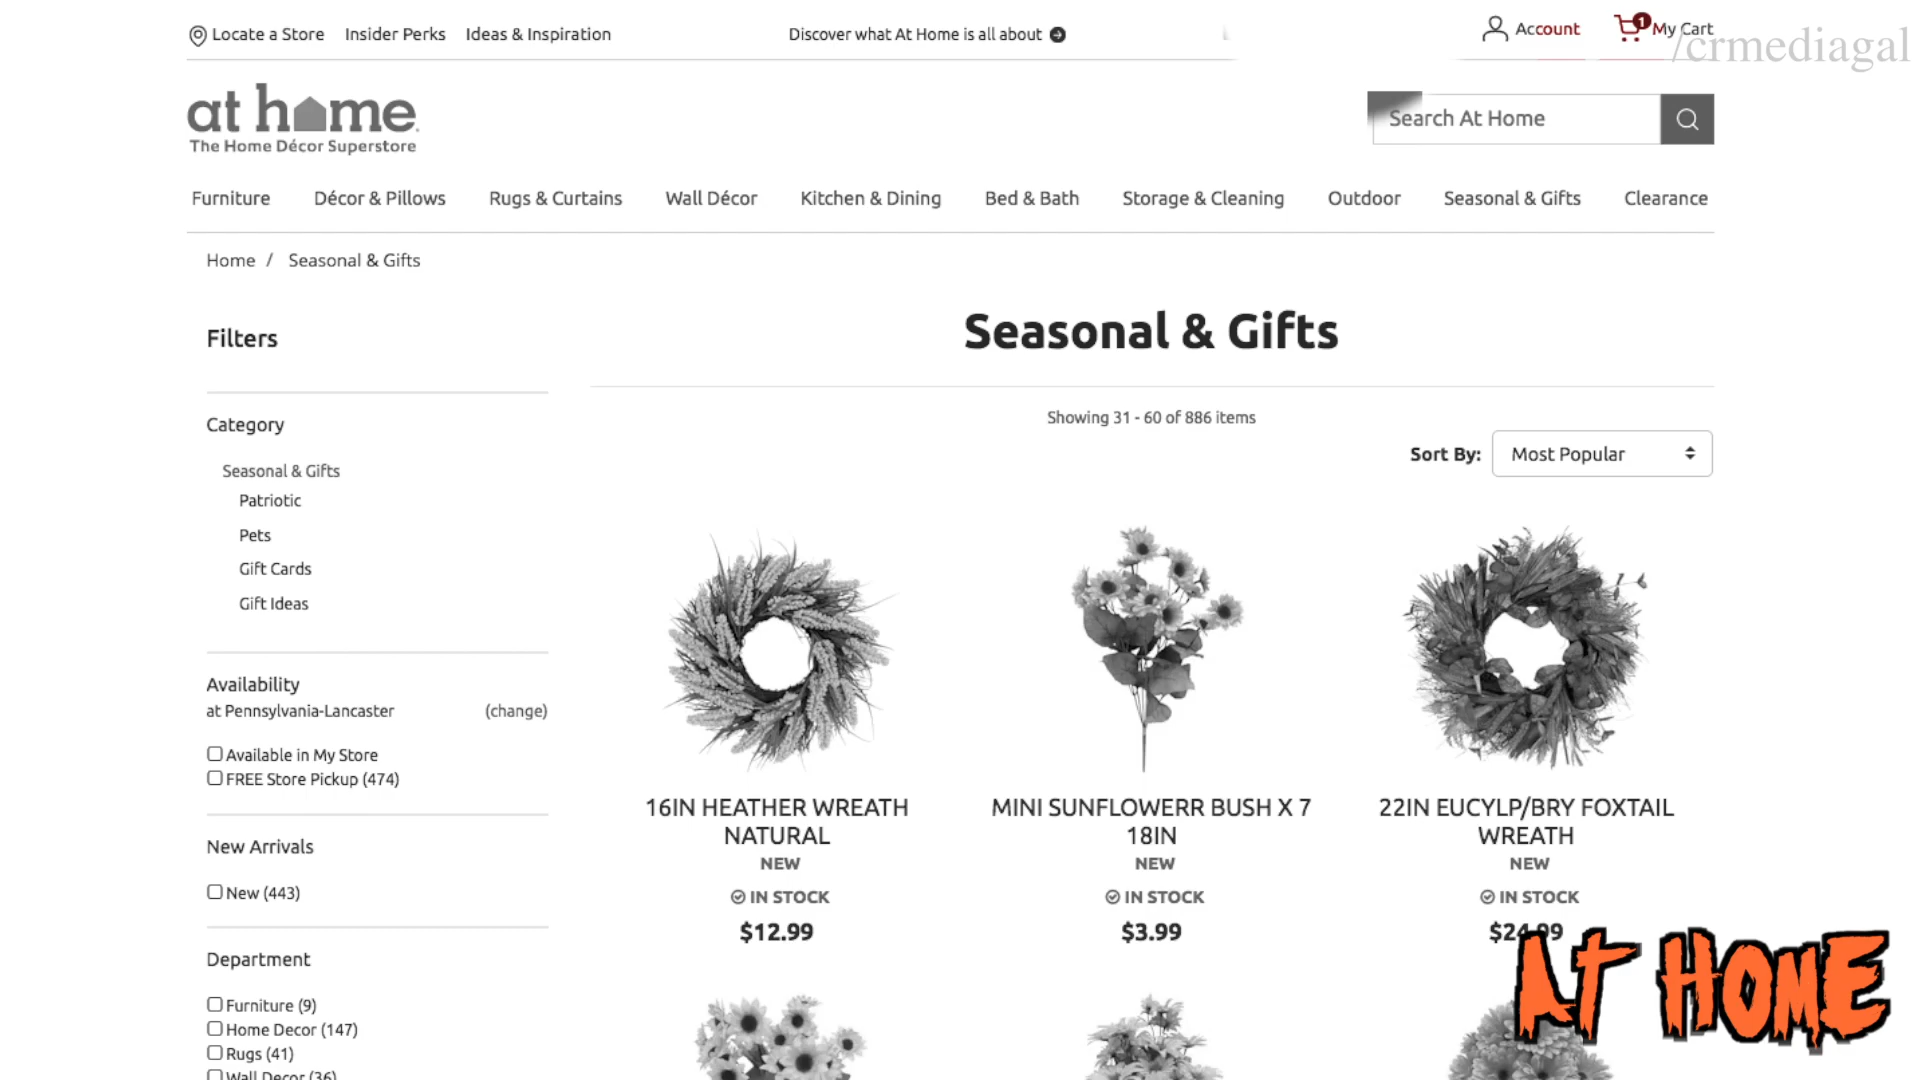 Locate a Store Insider Perks Ideas & Inspiration Discover what At Home is all about Account 1 My Cart
/crmediagal
at home
The Home Décor Superstore
Search At Home
Furniture Décor & Pillows Rugs & Curtains Wall Décor Kitchen & Dining Bed & Bath Storage & Cleaning Outdoor Seasonal & Gifts Clearance
Home / Seasonal & Gifts
Seasonal & Gifts
Filters
Showing 31 - 60 of 886 items
Sort By: Most Popular
Category
Seasonal & Gifts
Patriotic
Pets
Gift Cards
Gift Ideas
Availability
at Pennsylvania-Lancaster (change)
Available in My Store
FREE Store Pickup (474)
New Arrivals
New (443)
Department
Furniture (9)
Home Decor (147)
Rugs (41)
Wall Decor (36)
16IN HEATHER WREATH
NATURAL
NEW
IN STOCK
$12.99
MINI SUNFLOWERR BUSH X 7
18IN
NEW
IN STOCK
$3.99
22IN EUCYLP/BRY FOXTAIL
WREATH
NEW
IN STOCK
$24.99
AT HOME